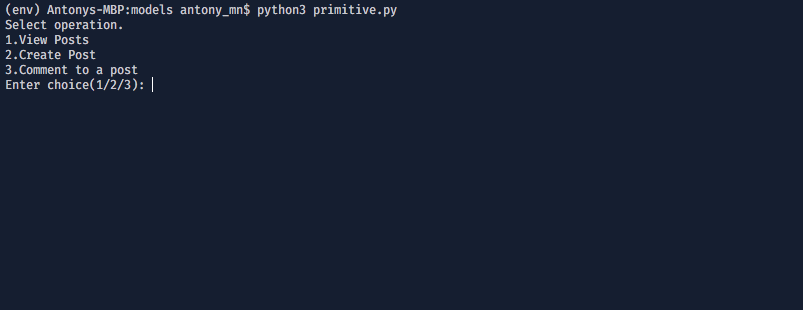 (env) Antonys-MBP:models antony_mn$ python3 primitive.py
Select operation.
1.View Posts
2.Create Post
3.Comment to a post
Enter choice(1/2/3):